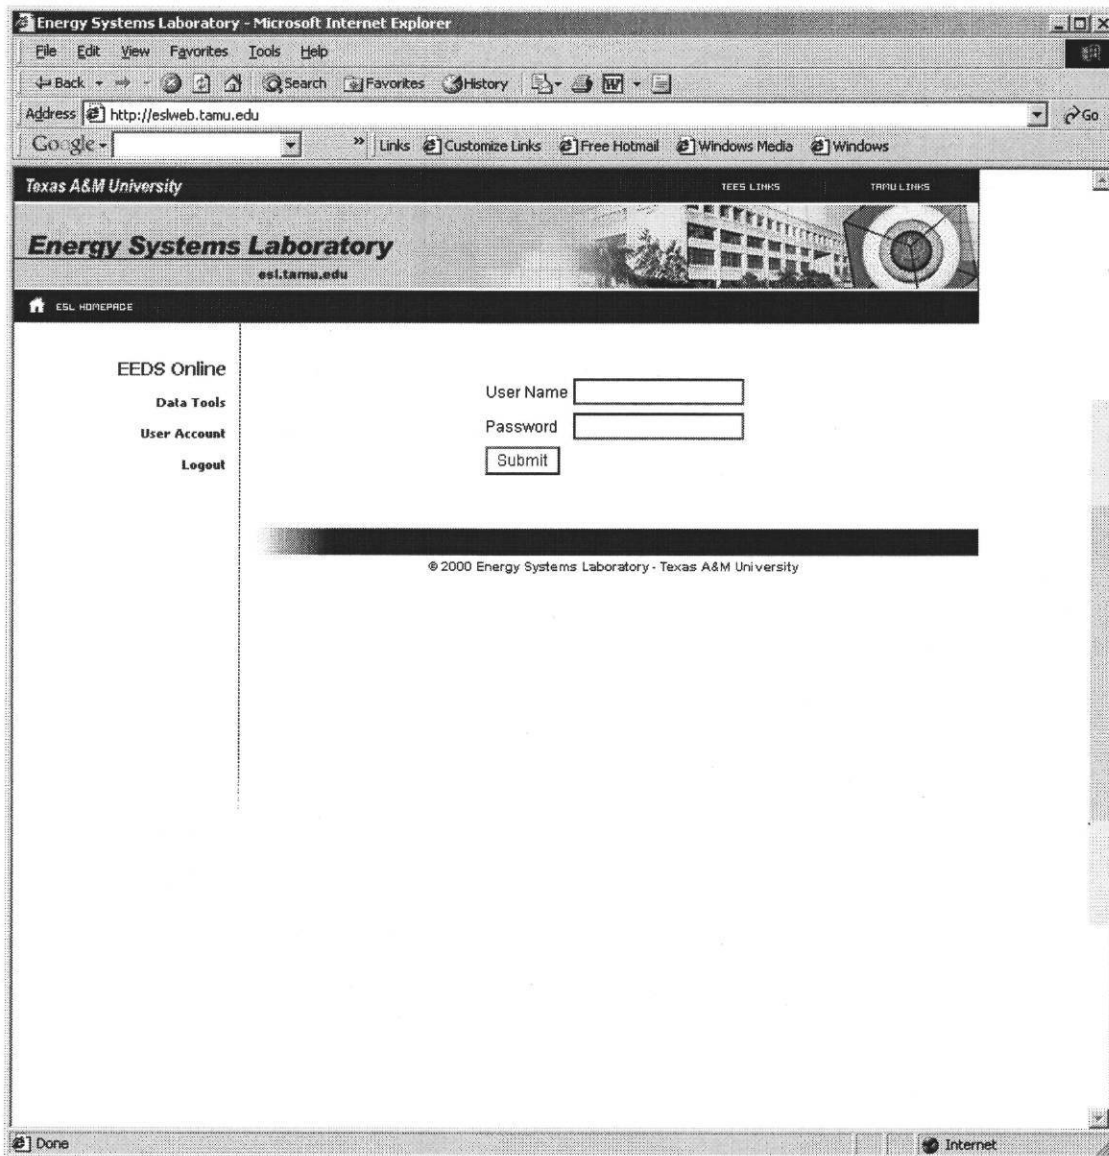 Energy Systems Laboratory - Microsoft Internet Explorer
File Edit View Favorites Tools Help
Back Search Favorites History
Address http://eslweb.tamu.edu Go
Google » Links Customize Links Free Hotmail Windows Media Windows
Texas A&M University TEES LINKS TAMU LINKS
Energy Systems Laboratory
esl.tamu.edu
ESL HOMEPAGE
EEDS Online
Data Tools
User Account
Logout
User Name
Password
Submit
© 2000 Energy Systems Laboratory - Texas A&M University
Done Internet